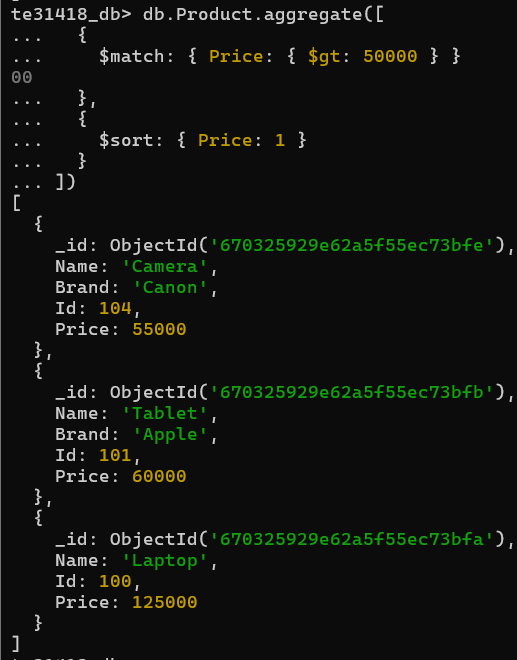 te31418_db> db.Product.aggregate([
...   {
...     $match: { Price: { $gt: 50000 } }
00
...   },
...   {
...     $sort: { Price: 1 }
...   }
... ])
[
  {
    _id: ObjectId('670325929e62a5f55ec73bfe'),
    Name: 'Camera',
    Brand: 'Canon',
    Id: 104,
    Price: 55000
  },
  {
    _id: ObjectId('670325929e62a5f55ec73bfb'),
    Name: 'Tablet',
    Brand: 'Apple',
    Id: 101,
    Price: 60000
  },
  {
    _id: ObjectId('670325929e62a5f55ec73bfa'),
    Name: 'Laptop',
    Id: 100,
    Price: 125000
  }
]